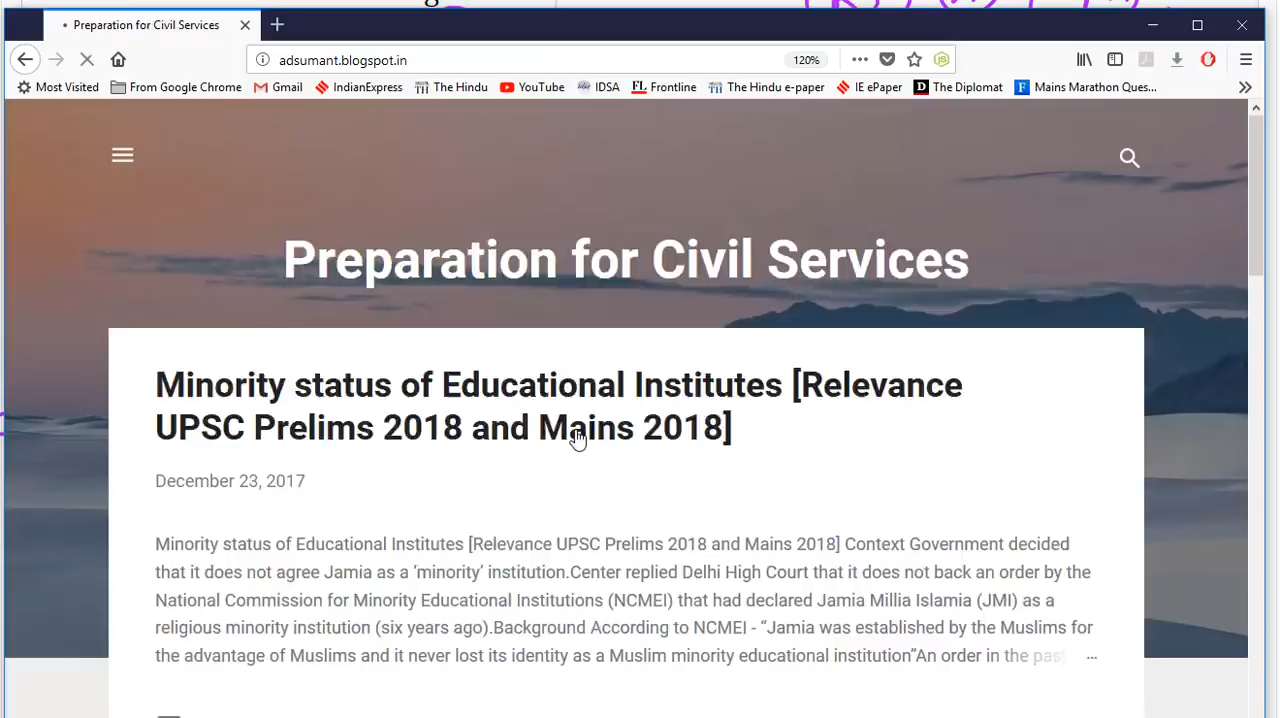 Preparation for Civil Services
adsumant.blogspot.in
120%
Most Visited From Google Chrome Gmail IndianExpress The Hindu YouTube IDSA FL Frontline The Hindu e-paper IE ePaper D The Diplomat F Mains Marathon Ques...
Preparation for Civil Services
Minority status of Educational Institutes [Relevance
UPSC Prelims 2018 and Mains 2018]
December 23, 2017
Minority status of Educational Institutes [Relevance UPSC Prelims 2018 and Mains 2018] Context Government decided
that it does not agree Jamia as a ‘minority’ institution.Center replied Delhi High Court that it does not back an order by the
National Commission for Minority Educational Institutions (NCMEI) that had declared Jamia Millia Islamia (JMI) as a
religious minority institution (six years ago).Background According to NCMEI - “Jamia was established by the Muslims for
the advantage of Muslims and it never lost its identity as a Muslim minority educational institution”An order in the past ...